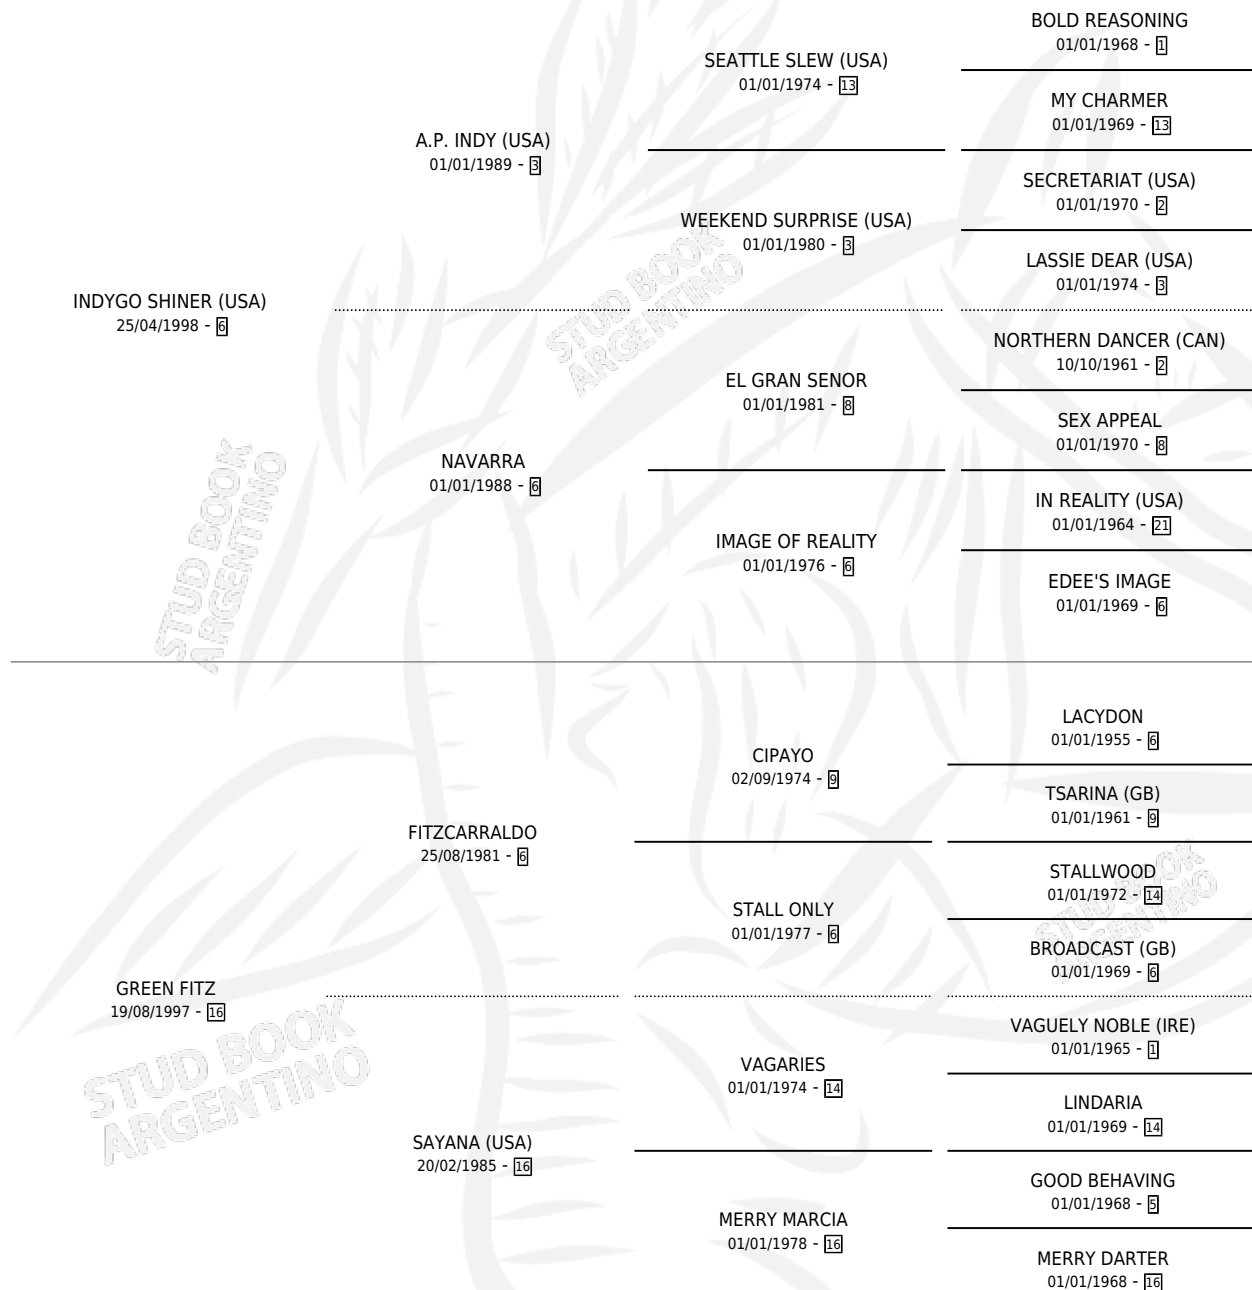 BOLD REASONING
01/01/1968 - 1
SEATTLE SLEW (USA)
01/01/1974 - 13
MY CHARMER
01/01/1969 - 13
A.P. INDY (USA)
01/01/1989 - 3
SECRETARIAT (USA)
01/01/1970 - 2
WEEKEND SURPRISE (USA)
01/01/1980 - 3
LASSIE DEAR (USA)
01/01/1974 - 3
INDYGO SHINER (USA)
25/04/1998 - 6
NORTHERN DANCER (CAN)
10/10/1961 - 2
EL GRAN SENOR
01/01/1981 - 8
SEX APPEAL
01/01/1970 - 8
NAVARRA
01/01/1988 - 6
IN REALITY (USA)
01/01/1964 - 21
IMAGE OF REALITY
01/01/1976 - 6
EDEE'S IMAGE
01/01/1969 - 6
LACYDON
01/01/1955 - 6
CIPAYO
02/09/1974 - 9
TSARINA (GB)
01/01/1961 - 9
FITZCARRALDO
25/08/1981 - 6
STALLWOOD
01/01/1972 - 14
STALL ONLY
01/01/1977 - 6
BROADCAST (GB)
01/01/1969 - 6
GREEN FITZ
19/08/1997 - 16
VAGUELY NOBLE (IRE)
01/01/1965 - 1
VAGARIES
01/01/1974 - 14
LINDARIA
01/01/1969 - 14
SAYANA (USA)
20/02/1985 - 16
GOOD BEHAVING
01/01/1968 - 5
MERRY MARCIA
01/01/1978 - 16
MERRY DARTER
01/01/1968 - 16
STUD BOOK
ARGENTINO
STUD BOOK
ARGENTINO
STUD BOOK
ARGENTINO
STUD BOOK
ARGENTINO